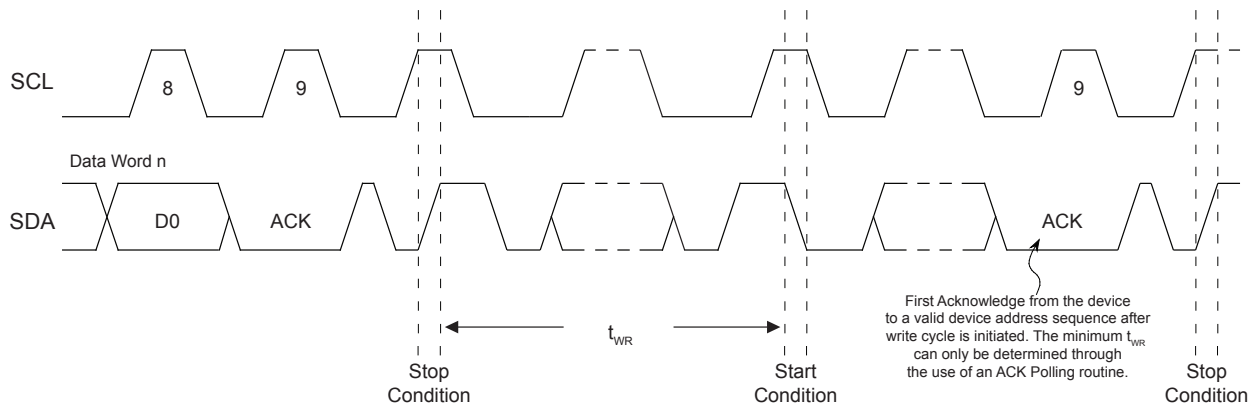 SCL
8
9
9
Data Word n
SDA
D0
ACK
ACK
First Acknowledge from the device
to a valid device address sequence after
write cycle is initiated. The minimum tWR
can only be determined through
the use of an ACK Polling routine.
tWR
Stop
Condition
Start
Condition
Stop
Condition